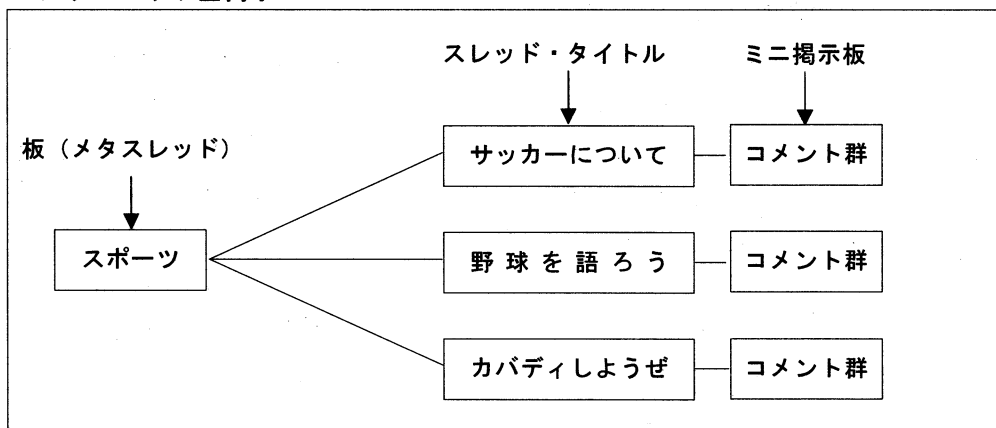 スレッド・タイトル
ミニ掲示板
板(メタスレッド)
サッカーについて
コメント群
スポーツ
野球を語ろう
コメント群
カバディしようぜ
コメント群